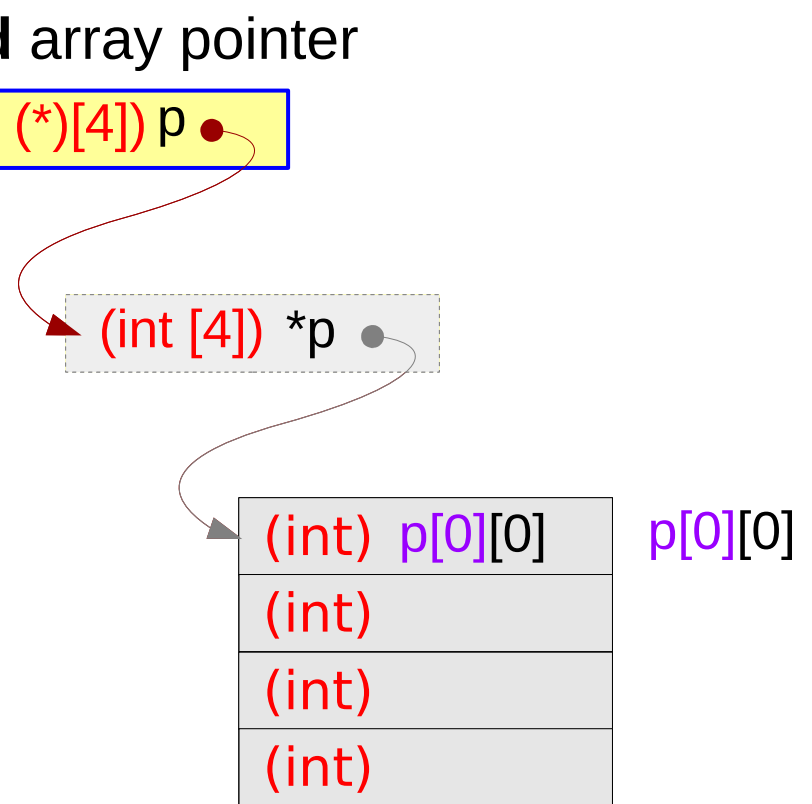 d array pointer
(*)[4]) p
(int [4]) *p
(int) p[0][0] p[0][0]
(int)
(int)
(int)